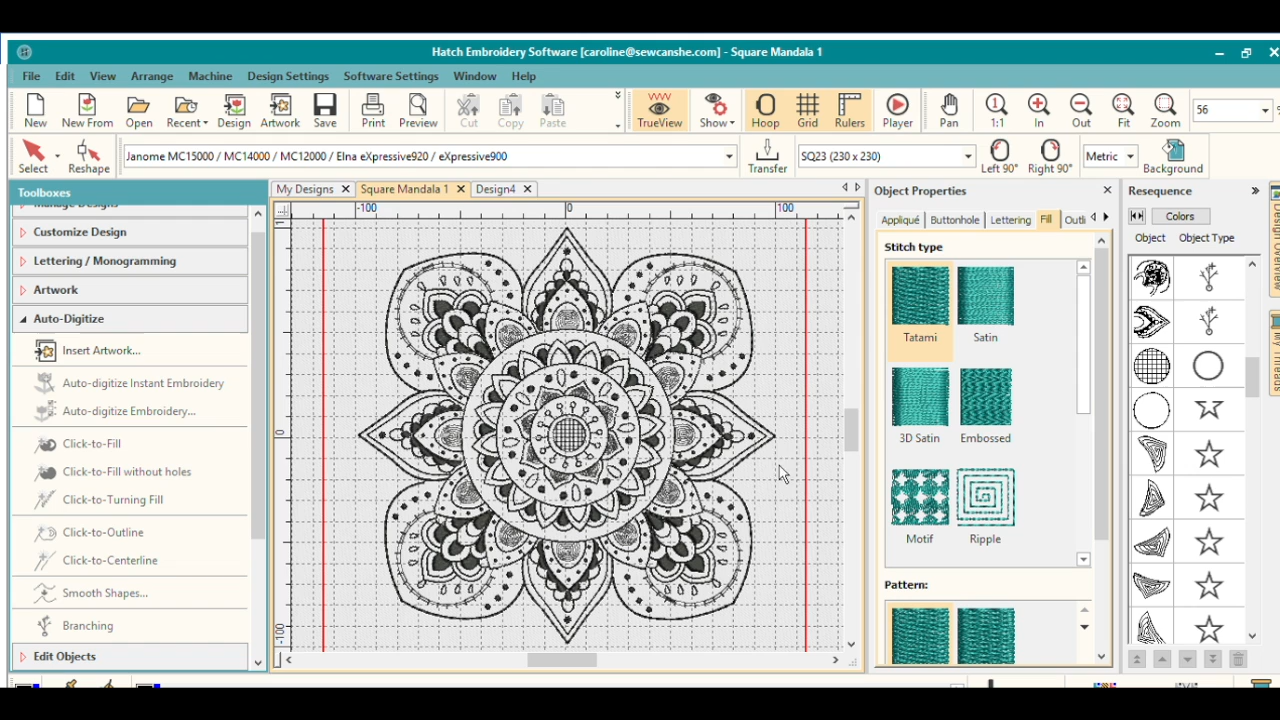 Hatch Embroidery Software [caroline@sewcanshe.com] - Square Mandala 1
File Edit View Arrange Machine Design Settings Software Settings Window Help
New New From Open Recent Design Artwork Save Print Preview Cut Copy Paste TrueView Show Hoop Grid Rulers Player Pan 1:1 In Out Fit Zoom 56
Select Reshape Janome MC15000 / MC14000 / MC12000 / Elna eXpressive920 / eXpressive900 Transfer SQ23 (230 x 230) Left 90° Right 90° Metric Background
Toolboxes
Customize Design
Lettering / Monogramming
Artwork
Auto-Digitize
Insert Artwork...
Auto-digitize Instant Embroidery
Auto-digitize Embroidery...
Click-to-Fill
Click-to-Fill without holes
Click-to-Turning Fill
Click-to-Outline
Click-to-Centerline
Smooth Shapes...
Branching
Edit Objects
My Designs Square Mandala 1 Design4
-100 0 100
0
-100
Object Properties
Appliqué Buttonhole Lettering Fill Outli
Stitch type
Tatami Satin
3D Satin Embossed
Motif Ripple
Pattern:
Resequence
Colors
Object Object Type
Design Overview
My Threads